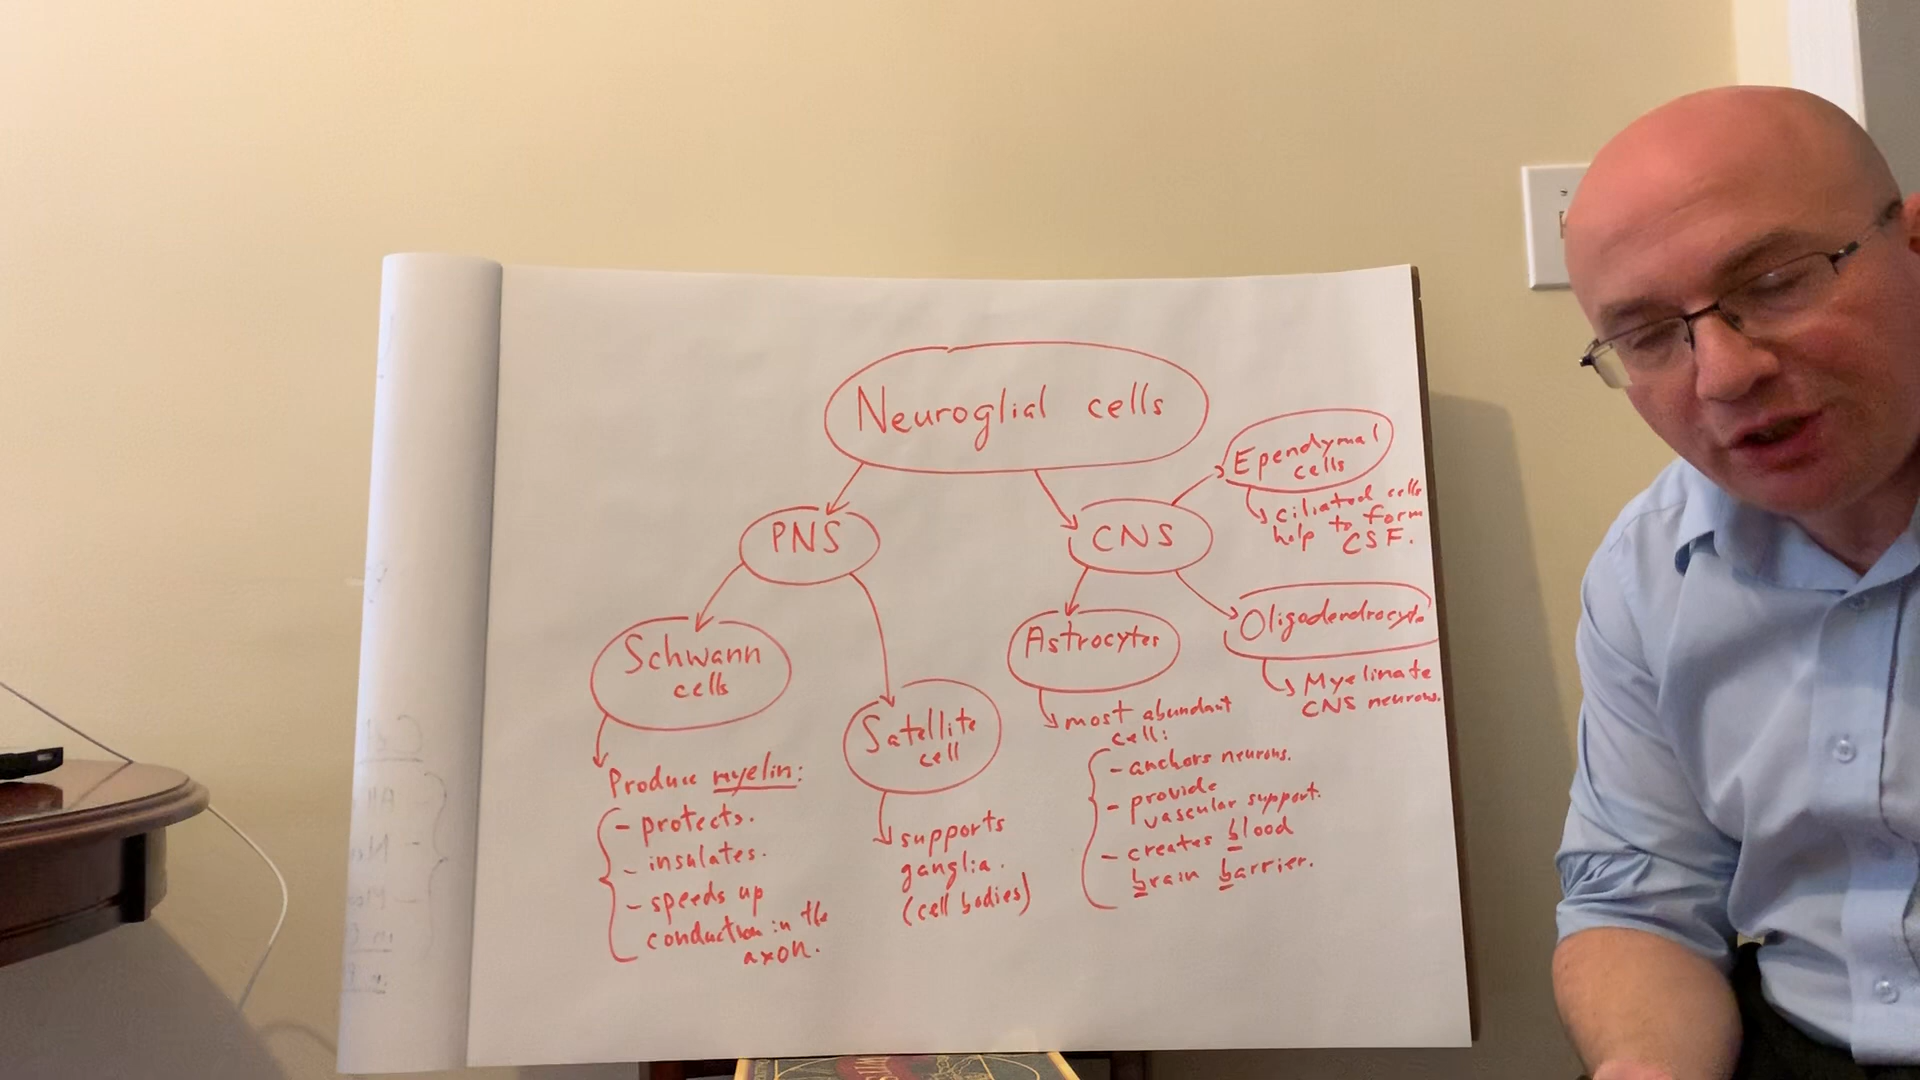 Neuroglial cells
PNS
CNS
Ependymal
cells
ciliated cells
help to form
CSF.
Schwann
cells
Produce myelin:
- protects.
- insulates.
- speeds up
conduction in the
axon.
Satellite
cell
supports
ganglia.
(cell bodies)
Astrocytes
most abundant
cell:
- anchors neurons.
- provide
vascular support.
- creates blood
brain barrier.
Oligodendrocyte
Myelinate
CNS neurons.